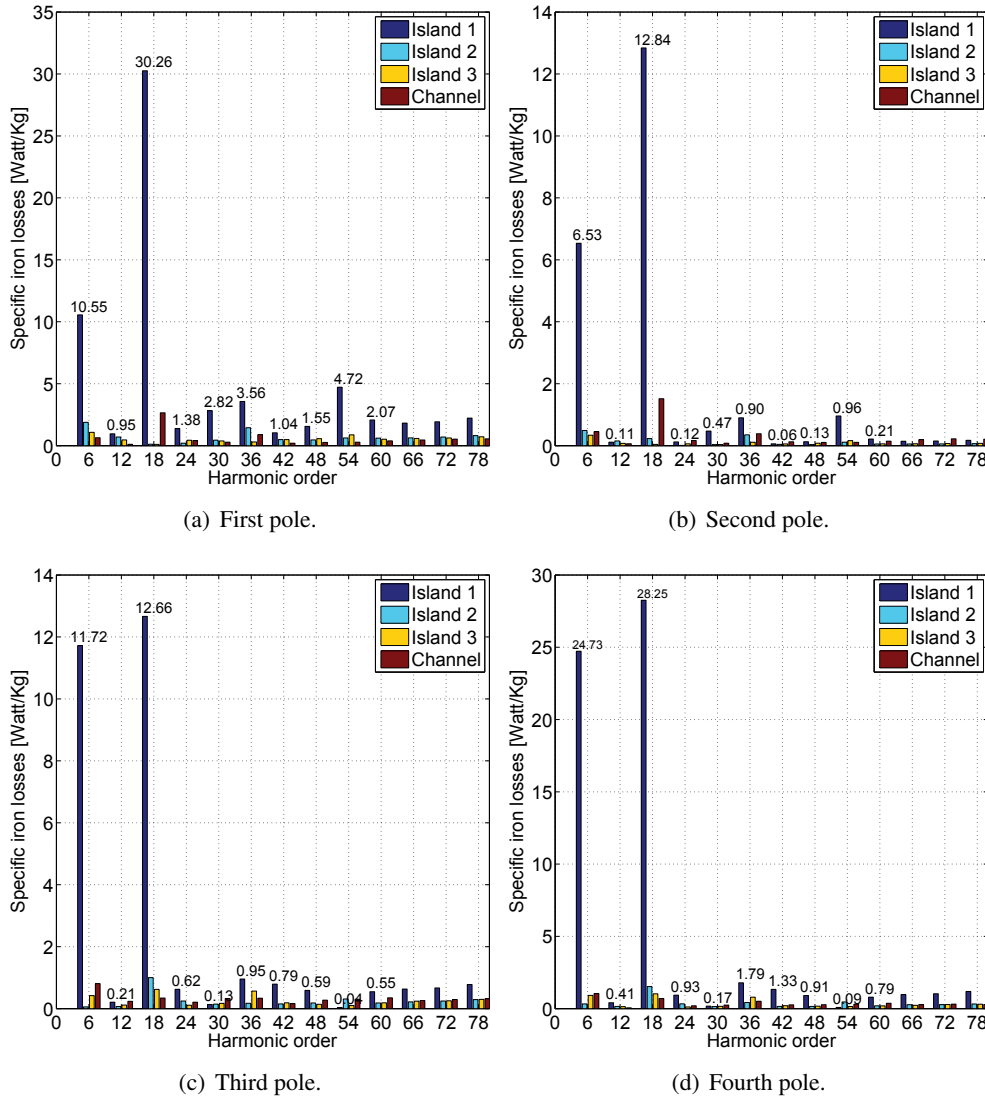 35
30
25
20
15
10
5
0
Specific iron losses [Watt/Kg]
Island 1
Island 2
Island 3
Channel
10.55
0.95
30.26
1.38
2.82
3.56
1.04
1.55
4.72
2.07
0 6 12 18 24 30 36 42 48 54 60 66 72 78
Harmonic order
(a) First pole.
14
12
10
8
6
4
2
0
Specific iron losses [Watt/Kg]
Island 1
Island 2
Island 3
Channel
6.53
0.11
12.84
0.12
0.47
0.90
0.06
0.13
0.96
0.21
0 6 12 18 24 30 36 42 48 54 60 66 72 78
Harmonic order
(b) Second pole.
14
12
10
8
6
4
2
0
Specific iron losses [Watt/Kg]
Island 1
Island 2
Island 3
Channel
11.72
0.21
12.66
0.62
0.13
0.95
0.79
0.59
0.04
0.55
0 6 12 18 24 30 36 42 48 54 60 66 72 78
Harmonic order
(c) Third pole.
30
25
20
15
10
5
0
Specific iron losses [Watt/Kg]
Island 1
Island 2
Island 3
Channel
24.73
0.41
28.25
0.93
0.17
1.79
1.33
0.91
0.09
0.79
0 6 12 18 24 30 36 42 48 54 60 66 72 78
Harmonic order
(d) Fourth pole.